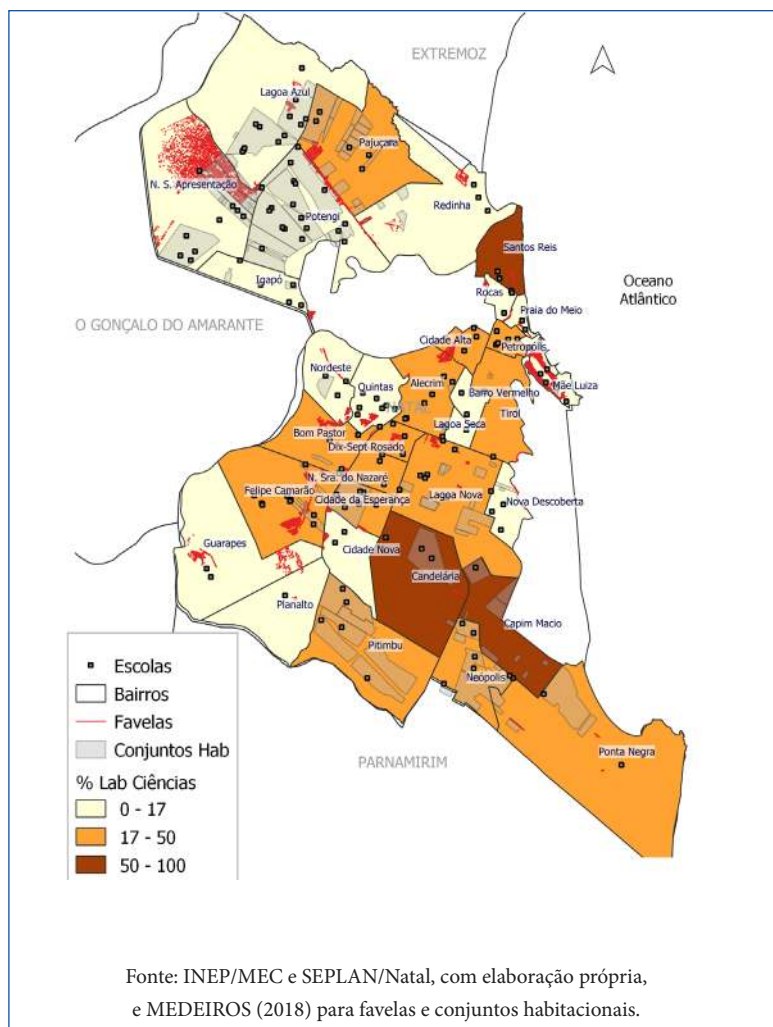 EXTREMOZ
Lagoa Azul
Pajuçara
N. S. Apresentação
Redinha
Potengi
Santos Reis
Igapó
Rocas
Oceano
Atlântico
Praia do Meio
O GONÇALO DO AMARANTE
Cidade Alta
Petrópolis
Nordeste
Quintas
Alecrim
Mãe Luiza
Barro Vermelho
NATAL
Tirol
Lagoa Seca
Bom Pastor
Dix-Sept Rosado
N. Sra. do Nazaré
Felipe Camarão
Cidade da Esperança
Lagoa Nova
Nova Descoberta
Guarapes
Cidade Nova
Candelária
Planalto
Capim Macio
Pitimbu
Neópolis
Ponta Negra
PARNAMIRIM
Escolas
Bairros
Favelas
Conjuntos Hab
% Lab Ciências
0 - 17
17 - 50
50 - 100
Fonte: INEP/MEC e SEPLAN/Natal, com elaboração própria,
e MEDEIROS (2018) para favelas e conjuntos habitacionais.